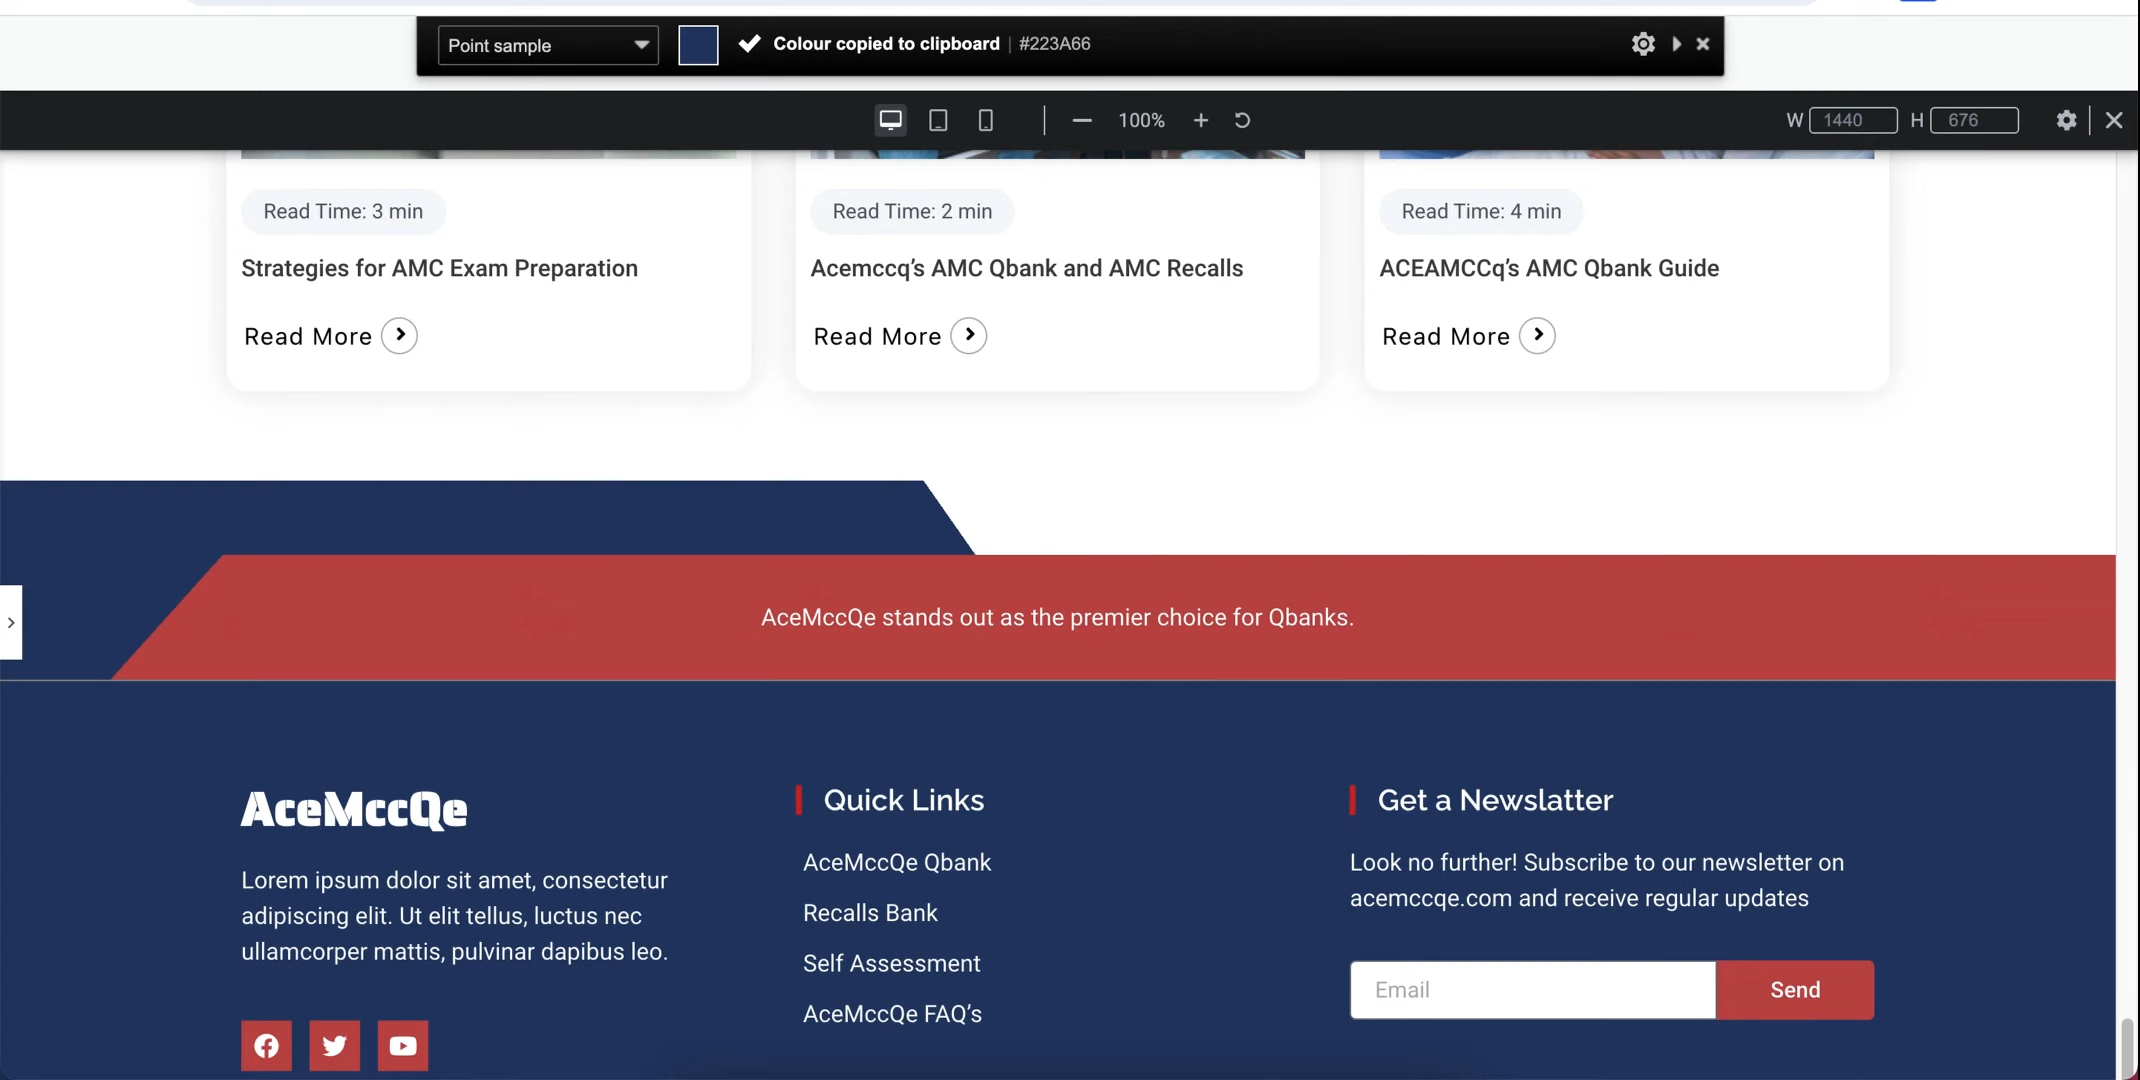 Point sample
Colour copied to clipboard | #223A66
100%
W 1440 H 676
Read Time: 3 min
Strategies for AMC Exam Preparation
Read More
Read Time: 2 min
Acemccq’s AMC Qbank and AMC Recalls
Read More
Read Time: 4 min
ACEAMCCq’s AMC Qbank Guide
Read More
AceMccQe stands out as the premier choice for Qbanks.
AceMccQe
Lorem ipsum dolor sit amet, consectetur
adipiscing elit. Ut elit tellus, luctus nec
ullamcorper mattis, pulvinar dapibus leo.
Quick Links
AceMccQe Qbank
Recalls Bank
Self Assessment
AceMccQe FAQ’s
Get a Newslatter
Look no further! Subscribe to our newsletter on
acemccqe.com and receive regular updates
Email
Send